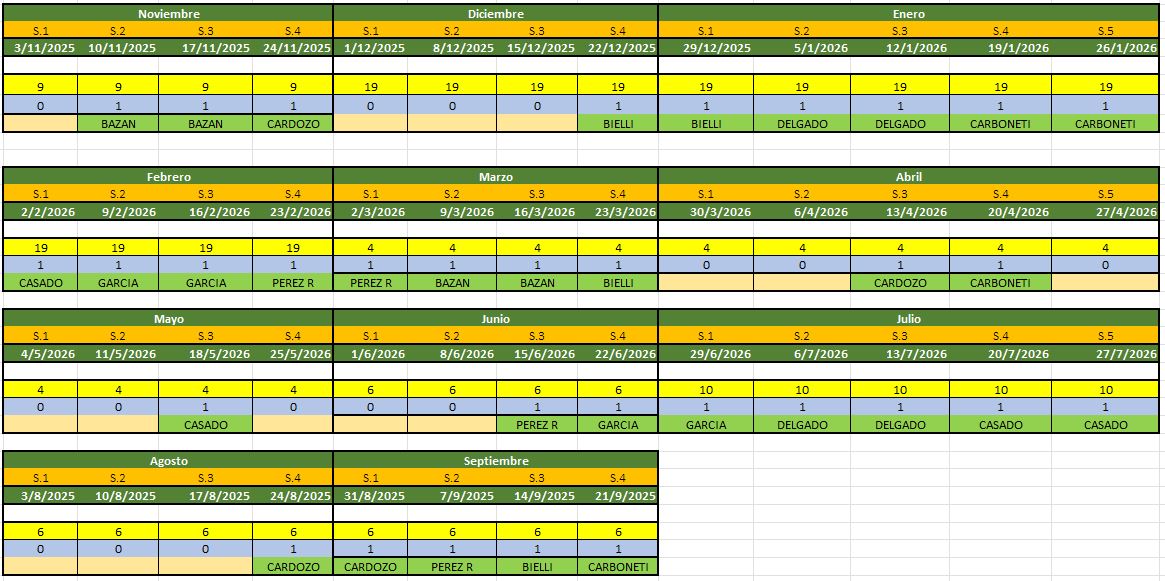 Noviembre Diciembre Enero
S.1 S.2 S.3 S.4 S.1 S.2 S.3 S.4 S.1 S.2 S.3 S.4 S.5
3/11/2025 10/11/2025 17/11/2025 24/11/2025 1/12/2025 8/12/2025 15/12/2025 22/12/2025 29/12/2025 5/1/2026 12/1/2026 19/1/2026 26/1/2026
9 9 9 9 19 19 19 19 19 19 19 19 19
0 1 1 1 0 0 0 1 1 1 1 1 1
BAZAN BAZAN CARDOZO BIELLI BIELLI DELGADO DELGADO CARBONETI CARBONETI
Febrero Marzo Abril
S.1 S.2 S.3 S.4 S.1 S.2 S.3 S.4 S.1 S.2 S.3 S.4 S.5
2/2/2026 9/2/2026 16/2/2026 23/2/2026 2/3/2026 9/3/2026 16/3/2026 23/3/2026 30/3/2026 6/4/2026 13/4/2026 20/4/2026 27/4/2026
19 19 19 19 4 4 4 4 4 4 4 4 4
1 1 1 1 1 1 1 1 0 0 1 1 0
CASADO GARCIA GARCIA PEREZ R PEREZ R BAZAN BAZAN BIELLI CARDOZO CARBONETI
Mayo Junio Julio
S.1 S.2 S.3 S.4 S.1 S.2 S.3 S.4 S.1 S.2 S.3 S.4 S.5
4/5/2026 11/5/2026 18/5/2026 25/5/2026 1/6/2026 8/6/2026 15/6/2026 22/6/2026 29/6/2026 6/7/2026 13/7/2026 20/7/2026 27/7/2026
4 4 4 4 6 6 6 6 10 10 10 10 10
0 0 1 0 0 0 1 1 1 1 1 1 1
CASADO PEREZ R GARCIA GARCIA DELGADO DELGADO CASADO CASADO
Agosto Septiembre
S.1 S.2 S.3 S.4 S.1 S.2 S.3 S.4
3/8/2025 10/8/2025 17/8/2025 24/8/2025 31/8/2025 7/9/2025 14/9/2025 21/9/2025
6 6 6 6 6 6 6 6
0 0 0 1 1 1 1 1
CARDOZO CARDOZO PEREZ R BIELLI CARBONETI